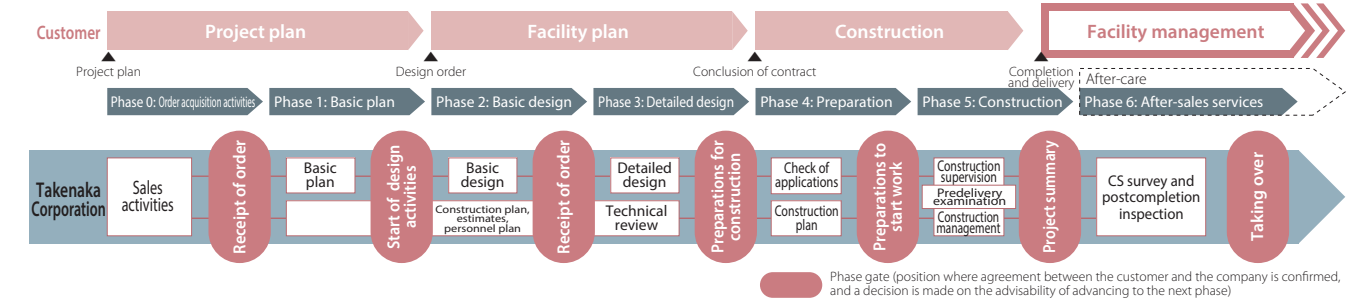 Customer
Project plan
Facility plan
Construction
Facility management
Project plan
Design order
Conclusion of contract
Completion
and delivery
After-care
Phase 0: Order acquisition activities
Phase 1: Basic plan
Phase 2: Basic design
Phase 3: Detailed design
Phase 4: Preparation
Phase 5: Construction
Phase 6: After-sales services
Takenaka
Corporation
Sales
activities
Receipt of order
Basic
plan
Start of design
activities
Basic
design
Construction plan,
estimates,
personnel plan
Receipt of order
Detailed
design
Technical
review
Preparations for
construction
Check of
applications
Construction
plan
Preparations to
start work
Construction
supervision
Predelivery
examination
Construction
management
Project summary
CS survey and
postcompletion
inspection
Taking over
Phase gate (position where agreement between the customer and the company is confirmed,
and a decision is made on the advisability of advancing to the next phase)